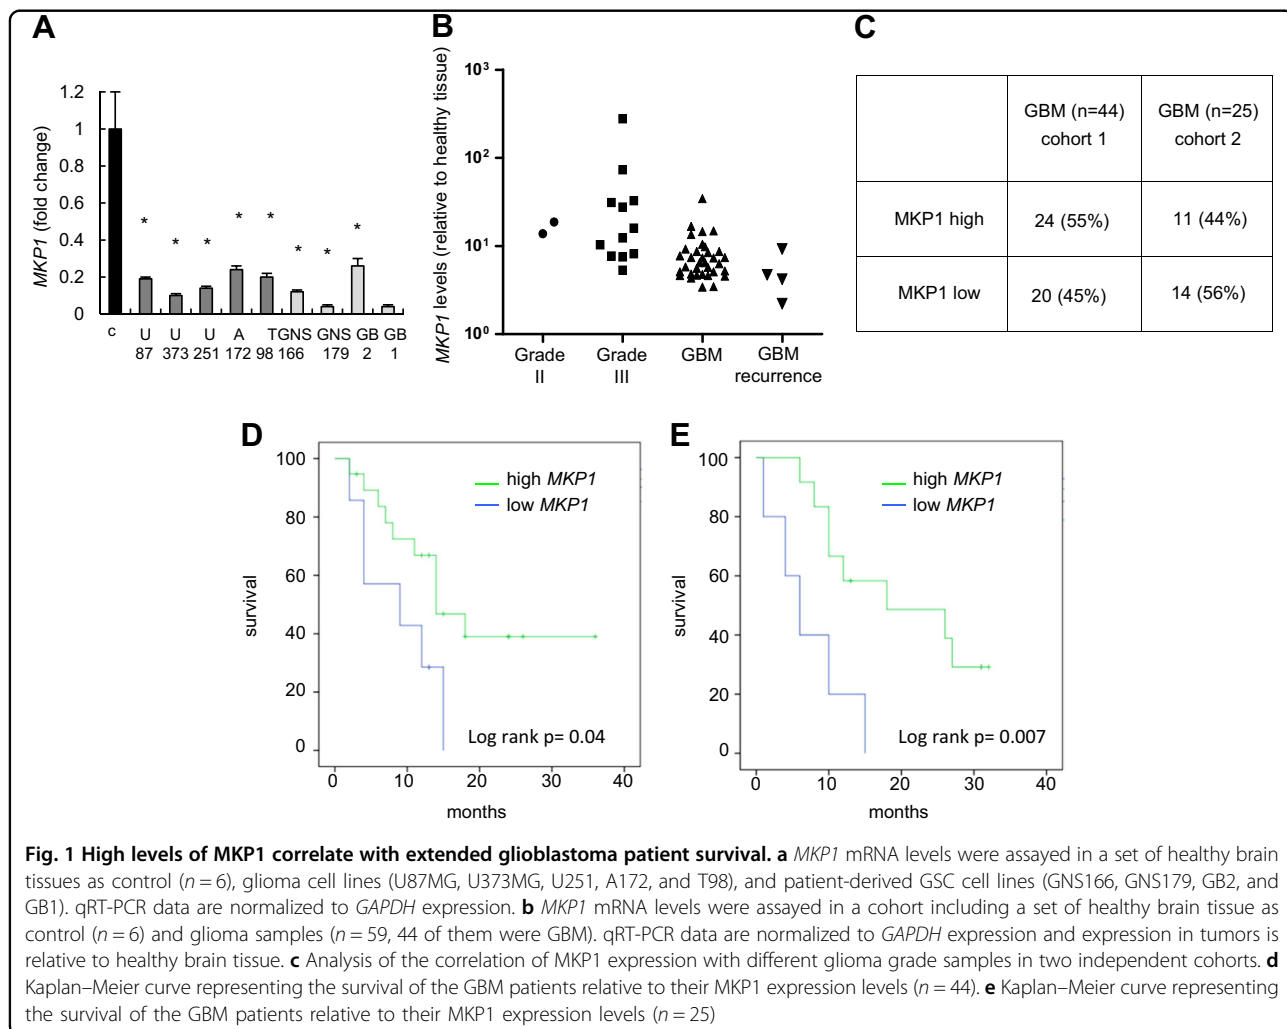 A
MKP1 (fold change)
1.2
1
0.8
0.6
0.4
0.2
0
* * * * * * * *
c U U U A TGNS GNS GB GB
87 373 251 172 98 166 179 2 1
B
MKP1 levels (relative to healthy tissue)
10³
10²
10¹
10⁰
Grade Grade GBM GBM
II III recurrence
C
GBM (n=44) GBM (n=25)
cohort 1 cohort 2
MKP1 high 24 (55%) 11 (44%)
MKP1 low 20 (45%) 14 (56%)
D
survival
100
80
60
40
20
0
high MKP1
low MKP1
Log rank p= 0.04
0 10 20 30 40
months
E
survival
100
80
60
40
20
0
high MKP1
low MKP1
Log rank p= 0.007
0 10 20 30 40
months
Fig. 1 High levels of MKP1 correlate with extended glioblastoma patient survival. a MKP1 mRNA levels were assayed in a set of healthy brain
tissues as control (n = 6), glioma cell lines (U87MG, U373MG, U251, A172, and T98), and patient-derived GSC cell lines (GNS166, GNS179, GB2, and
GB1). qRT-PCR data are normalized to GAPDH expression. b MKP1 mRNA levels were assayed in a cohort including a set of healthy brain tissue as
control (n = 6) and glioma samples (n = 59, 44 of them were GBM). qRT-PCR data are normalized to GAPDH expression and expression in tumors is
relative to healthy brain tissue. c Analysis of the correlation of MKP1 expression with different glioma grade samples in two independent cohorts. d
Kaplan–Meier curve representing the survival of the GBM patients relative to their MKP1 expression levels (n = 44). e Kaplan–Meier curve representing
the survival of the GBM patients relative to their MKP1 expression levels (n = 25)